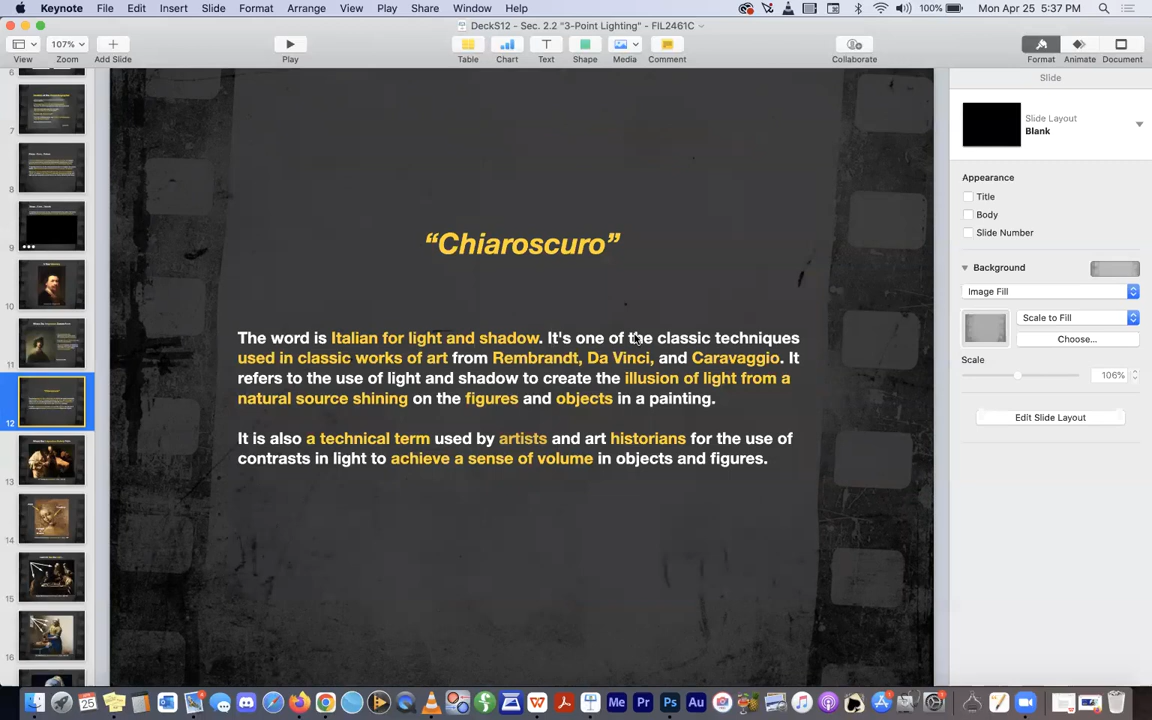 Keynote File Edit Insert Slide Format Arrange View Play Share Window Help 100% Mon Apr 25 5:37 PM
DeckS12 - Sec. 2.2 "3-Point Lighting" - FIL2461C
107%
View Zoom Add Slide Play Table Chart Text Shape Media Comment Collaborate Format Animate Document
Slide
Slide Layout
Blank
Appearance
Title
Body
Slide Number
Background
Image Fill
Scale to Fill
Choose...
Scale
106%
Edit Slide Layout
6
7
8
9
10
11
12
13
14
15
16
“Chiaroscuro”
The word is Italian for light and shadow. It's one of the classic techniques
used in classic works of art from Rembrandt, Da Vinci, and Caravaggio. It
refers to the use of light and shadow to create the illusion of light from a
natural source shining on the figures and objects in a painting.
It is also a technical term used by artists and art historians for the use of
contrasts in light to achieve a sense of volume in objects and figures.
APR
25
Me Pr Ps Au